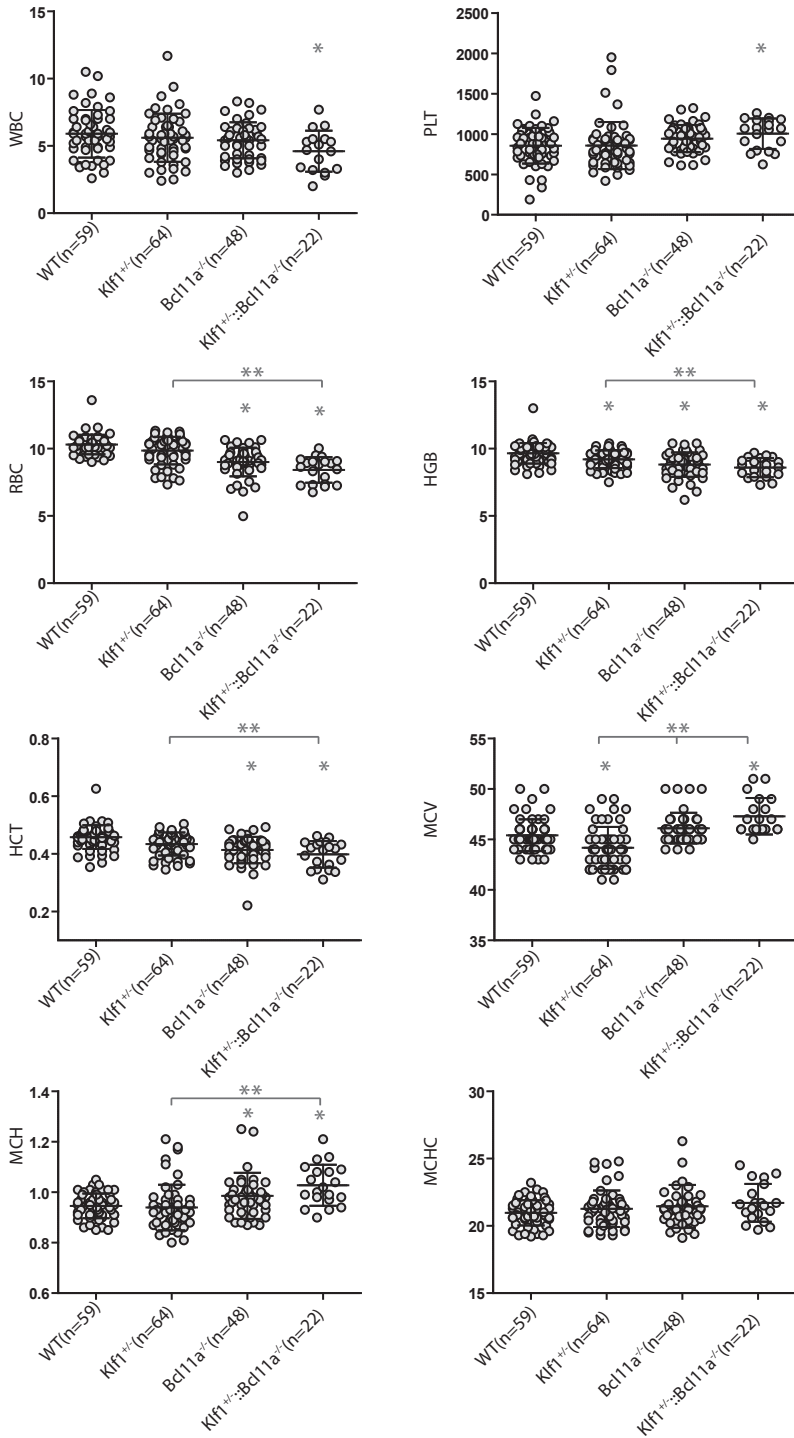 15
10
5
0
WBC
*
WT(n=59)
Klf1+/-(n=64)
Bcl11a-/-(n=48)
Klf1+/-::Bcl11a-/-(n=22)
2500
2000
1500
1000
500
0
PLT
*
WT(n=59)
Klf1+/-(n=64)
Bcl11a-/-(n=48)
Klf1+/-::Bcl11a-/-(n=22)
15
10
5
0
RBC
**
* *
WT(n=59)
Klf1+/-(n=64)
Bcl11a-/-(n=48)
Klf1+/-::Bcl11a-/-(n=22)
15
10
5
0
HGB
**
* * *
WT(n=59)
Klf1+/-(n=64)
Bcl11a-/-(n=48)
Klf1+/-::Bcl11a-/-(n=22)
0.8
0.6
0.4
0.2
HCT
**
* *
WT(n=59)
Klf1+/-(n=64)
Bcl11a-/-(n=48)
Klf1+/-::Bcl11a-/-(n=22)
55
50
45
40
35
MCV
**
* *
WT(n=59)
Klf1+/-(n=64)
Bcl11a-/-(n=48)
Klf1+/-::Bcl11a-/-(n=22)
1.4
1.2
1.0
0.8
0.6
MCH
**
* *
WT(n=59)
Klf1+/-(n=64)
Bcl11a-/-(n=48)
Klf1+/-::Bcl11a-/-(n=22)
30
25
20
15
MCHC
WT(n=59)
Klf1+/-(n=64)
Bcl11a-/-(n=48)
Klf1+/-::Bcl11a-/-(n=22)